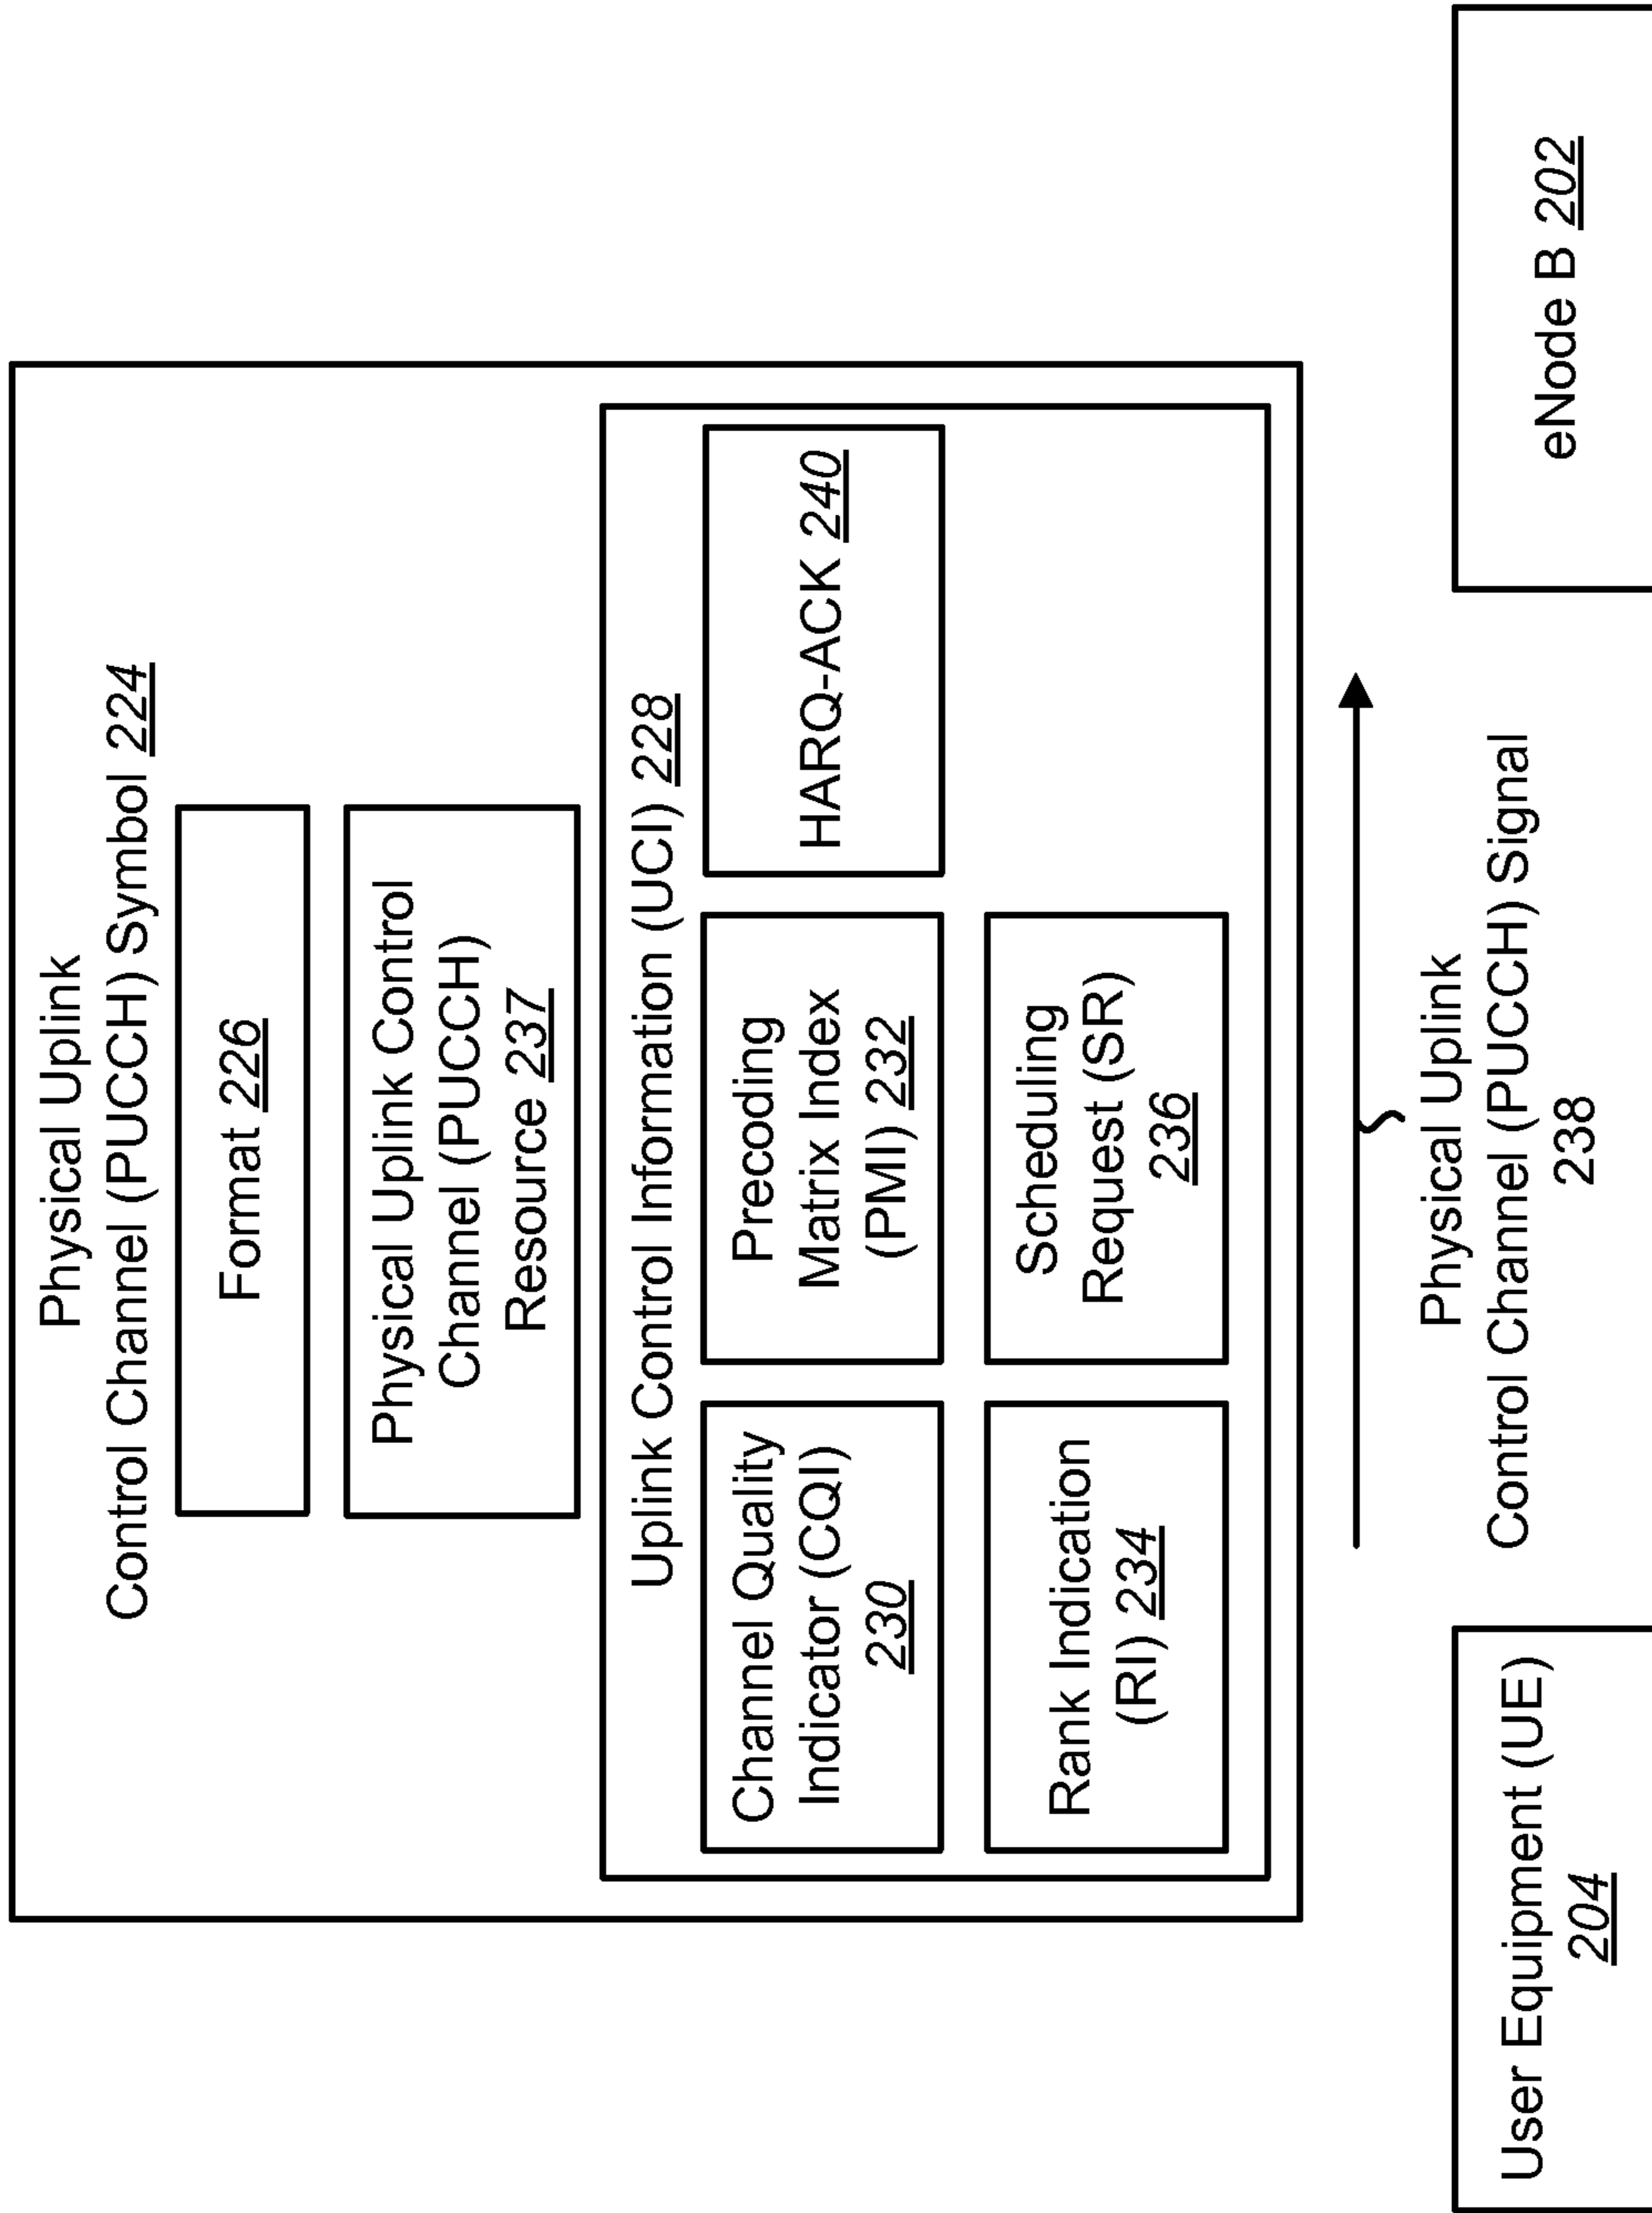 Physical Uplink
Control Channel (PUCCH) Symbol 224
Format 226
Physical Uplink Control
Channel (PUCCH)
Resource 237
Uplink Control Information (UCI) 228
Channel Quality
Indicator (CQI)
230
Precoding
Matrix Index
(PMI) 232
HARQ-ACK 240
Rank Indication
(RI) 234
Scheduling
Request (SR)
236
Physical Uplink
Control Channel (PUCCH) Signal
238
User Equipment (UE)
204
eNode B 202